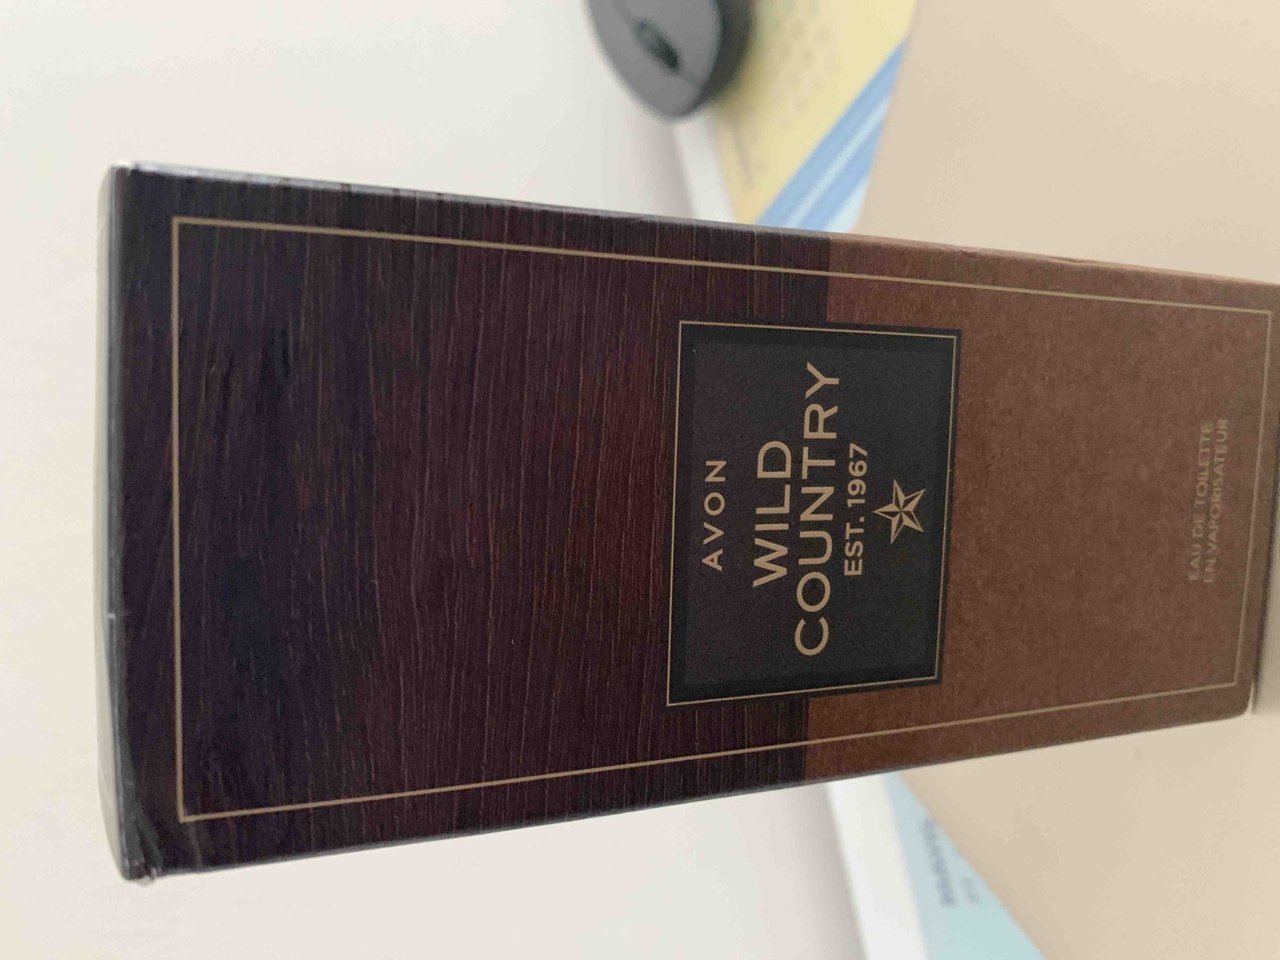 AVON
WILD
COUNTRY
EST. 1967
EAU DE TOILETTE
EN VAPORISATEUR